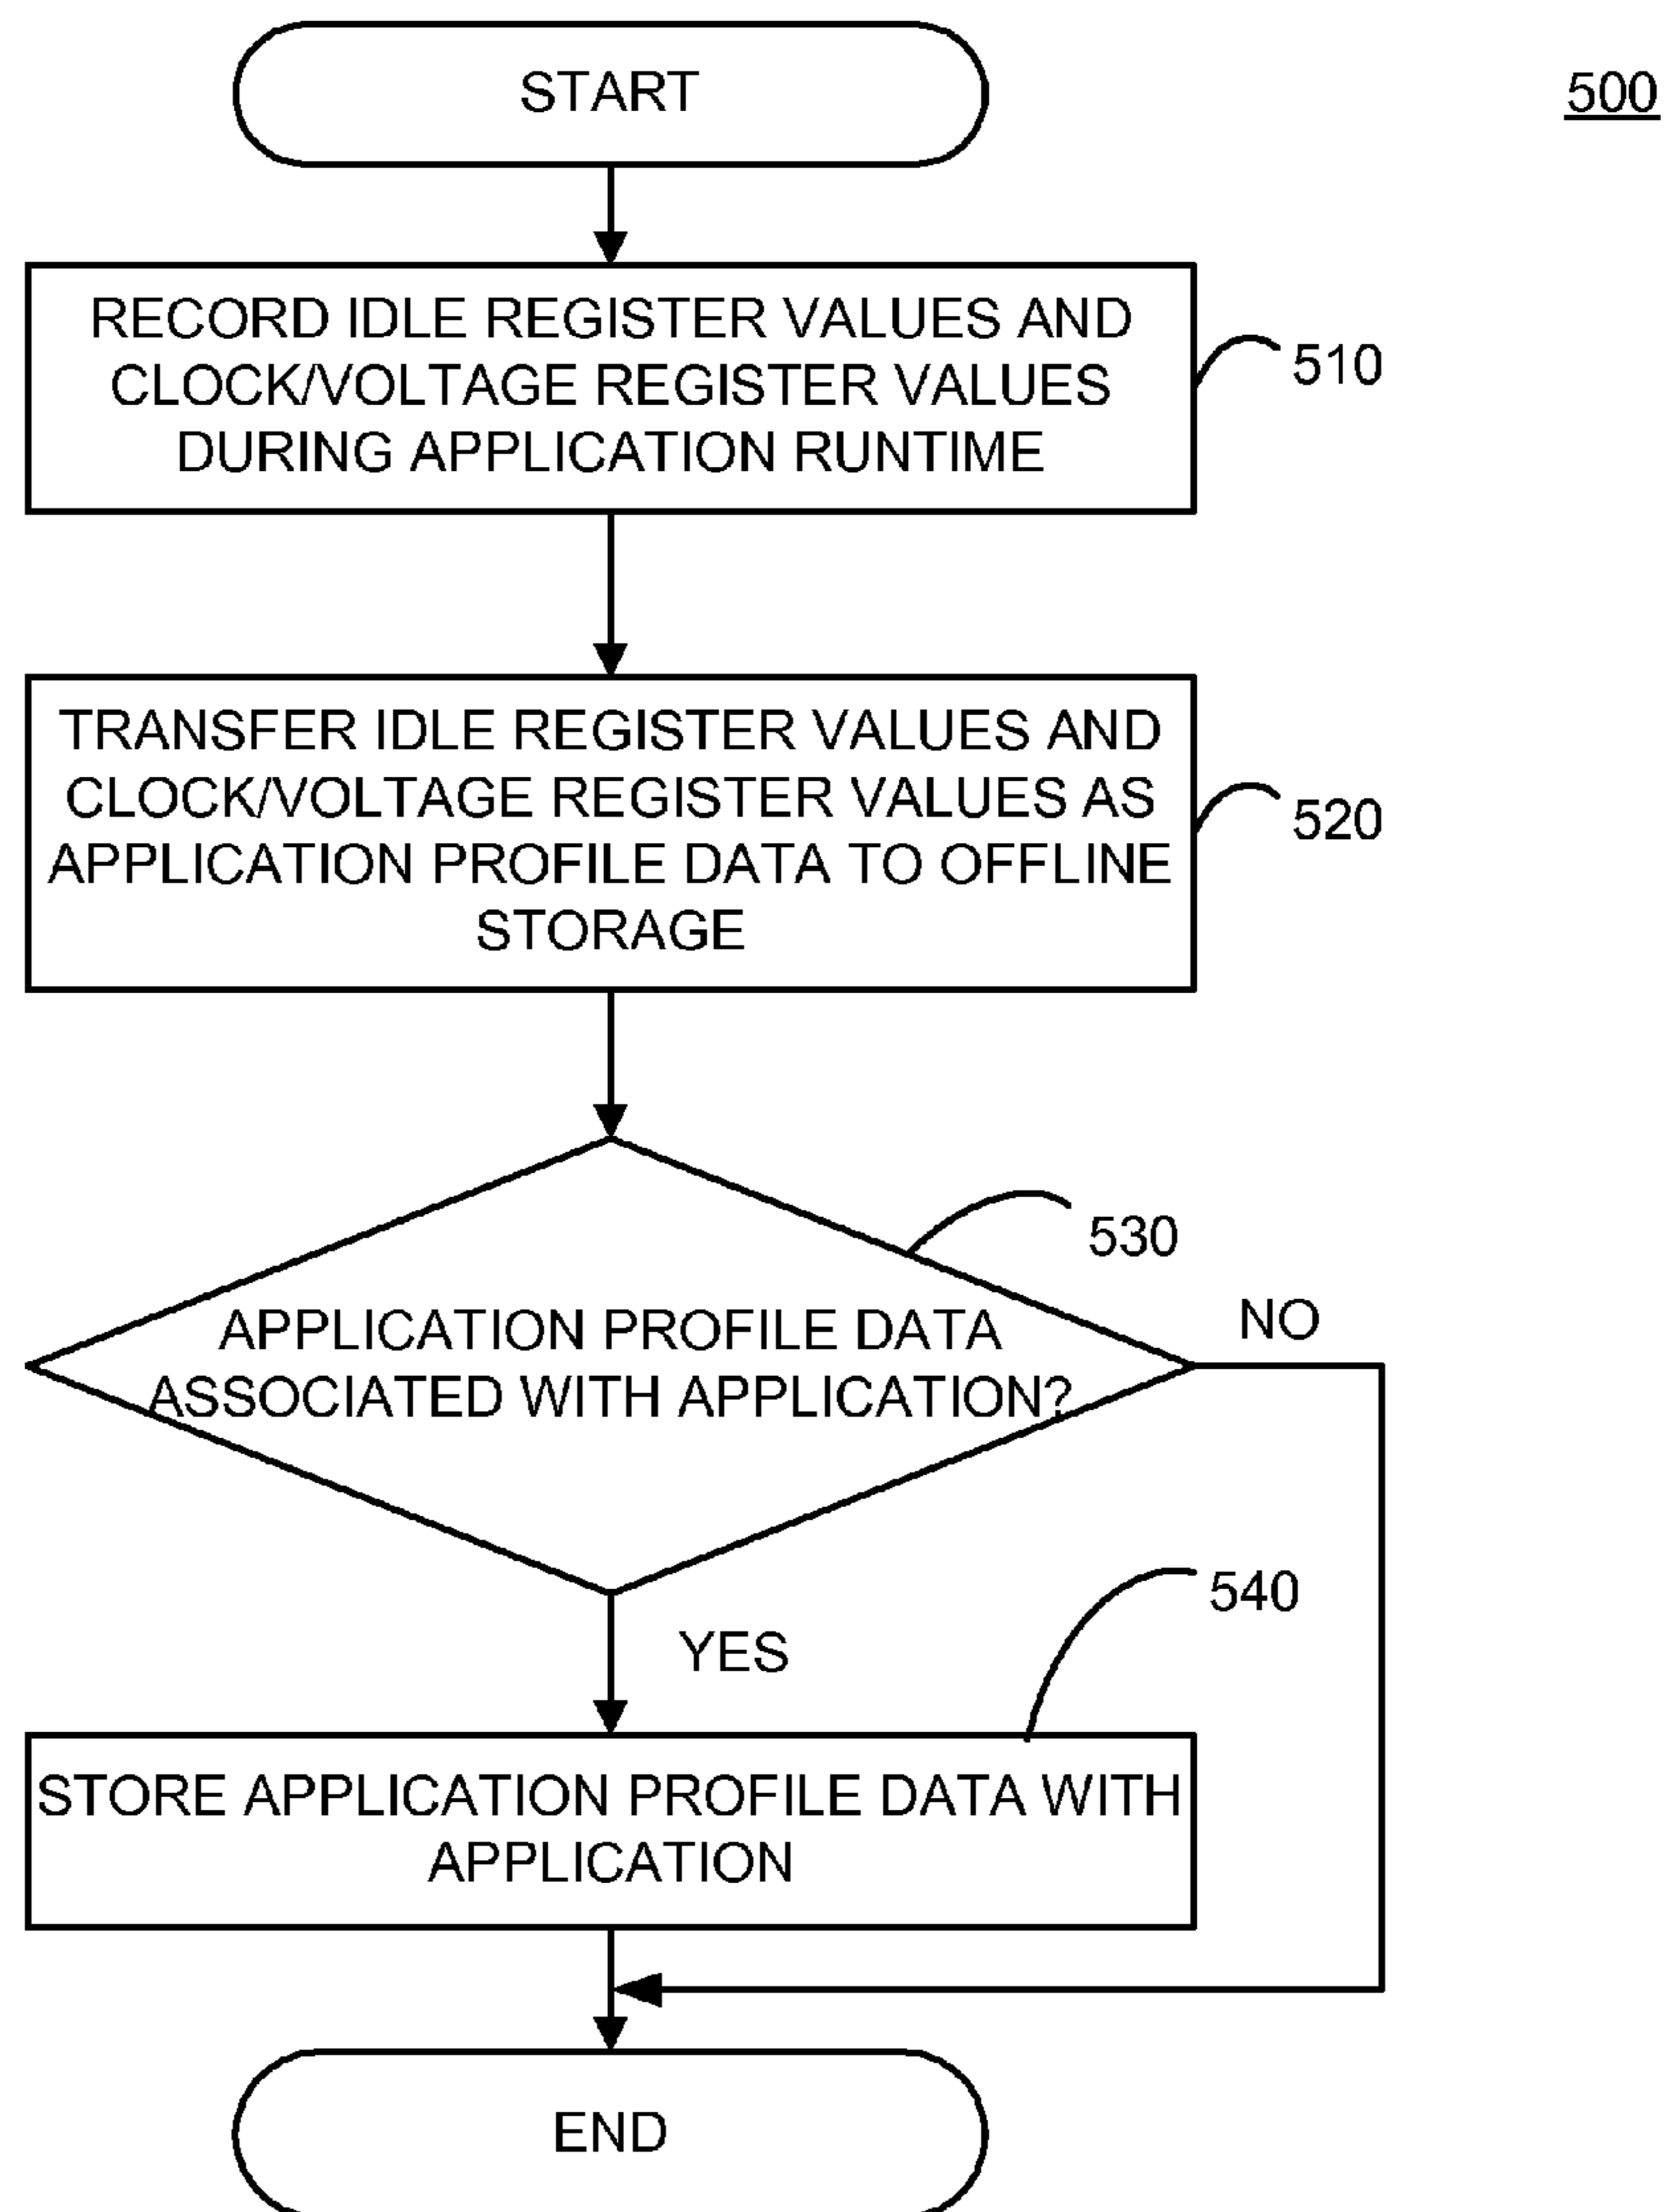 START
500
RECORD IDLE REGISTER VALUES AND
CLOCK/VOLTAGE REGISTER VALUES
DURING APPLICATION RUNTIME
510
TRANSFER IDLE REGISTER VALUES AND
CLOCK/VOLTAGE REGISTER VALUES AS
APPLICATION PROFILE DATA TO OFFLINE
STORAGE
520
530
APPLICATION PROFILE DATA
ASSOCIATED WITH APPLICATION?
NO
YES
540
STORE APPLICATION PROFILE DATA WITH
APPLICATION
END